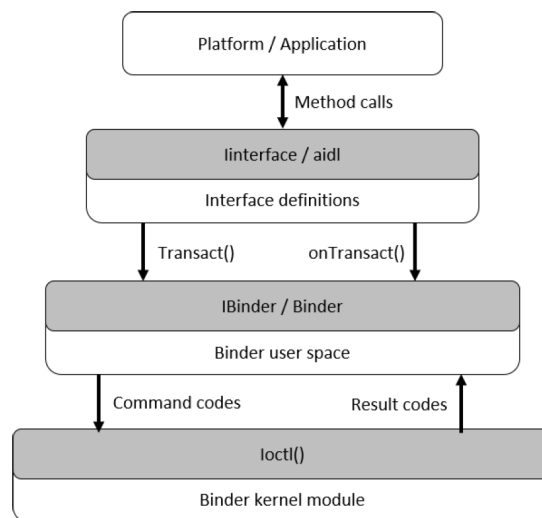 Platform / Application
Method calls
Iinterface / aidl
Interface definitions
Transact() onTransact()
IBinder / Binder
Binder user space
Command codes Result codes
Ioctl()
Binder kernel module